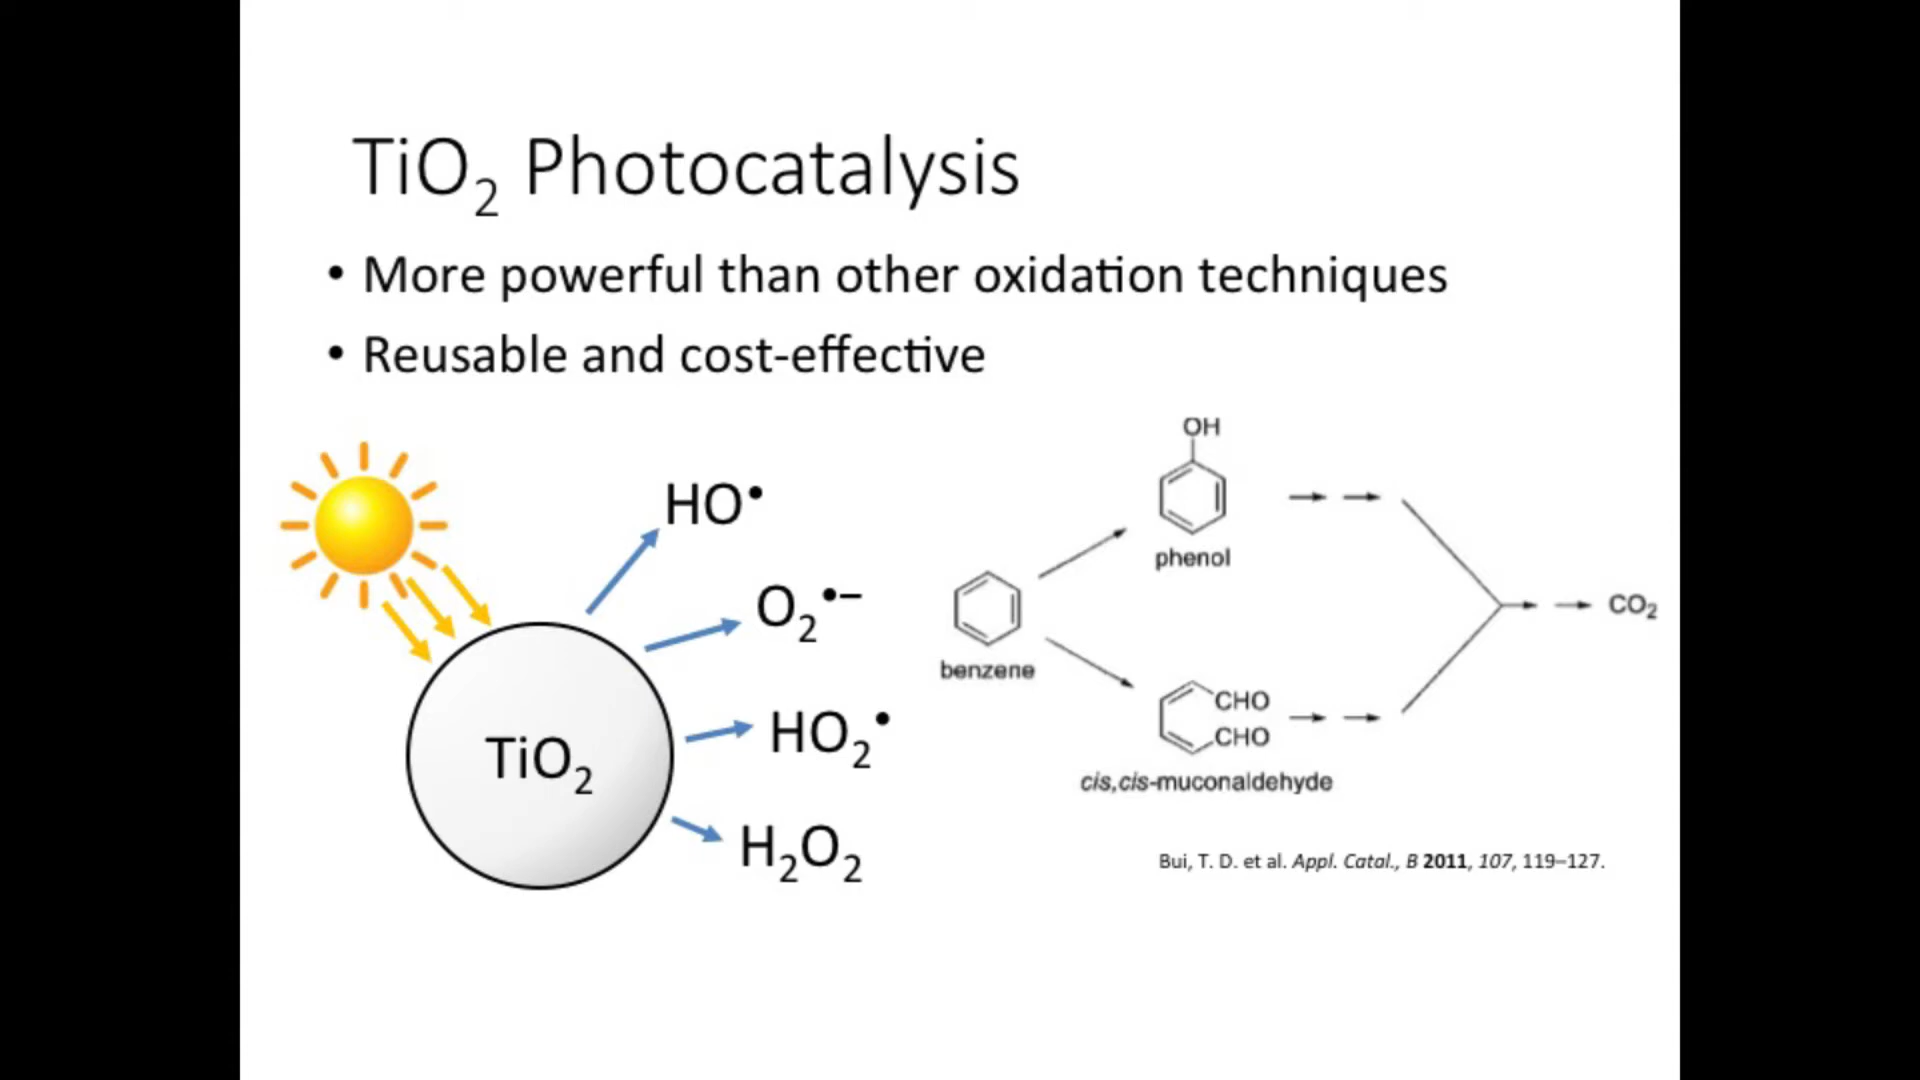 TiO₂ Photocatalysis
• More powerful than other oxidation techniques
• Reusable and cost-effective
TiO₂
HO•
O₂•–
HO₂•
H₂O₂
benzene
OH
phenol
CHO
CHO
cis,cis-muconaldehyde
CO₂
Bui, T. D. et al. Appl. Catal., B 2011, 107, 119–127.